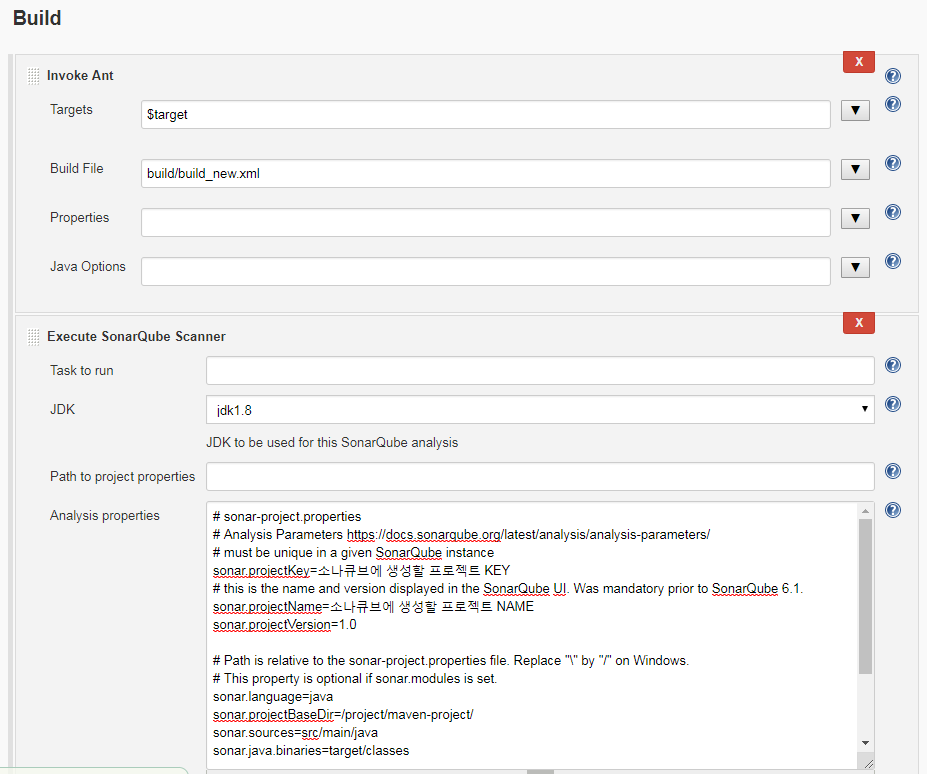 Build
Invoke Ant
X
Targets
$target
Build File
build/build_new.xml
Properties
Java Options
Execute SonarQube Scanner
X
Task to run
JDK
jdk1.8
JDK to be used for this SonarQube analysis
Path to project properties
Analysis properties
# sonar-project.properties
# Analysis Parameters https://docs.sonarqube.org/latest/analysis/analysis-parameters/
# must be unique in a given SonarQube instance
sonar.projectKey=소나큐브에 생성할 프로젝트 KEY
# this is the name and version displayed in the SonarQube UI. Was mandatory prior to SonarQube 6.1.
sonar.projectName=소나큐브에 생성할 프로젝트 NAME
sonar.projectVersion=1.0
# Path is relative to the sonar-project.properties file. Replace "\" by "/" on Windows.
# This property is optional if sonar.modules is set.
sonar.language=java
sonar.projectBaseDir=/project/maven-project/
sonar.sources=src/main/java
sonar.java.binaries=target/classes